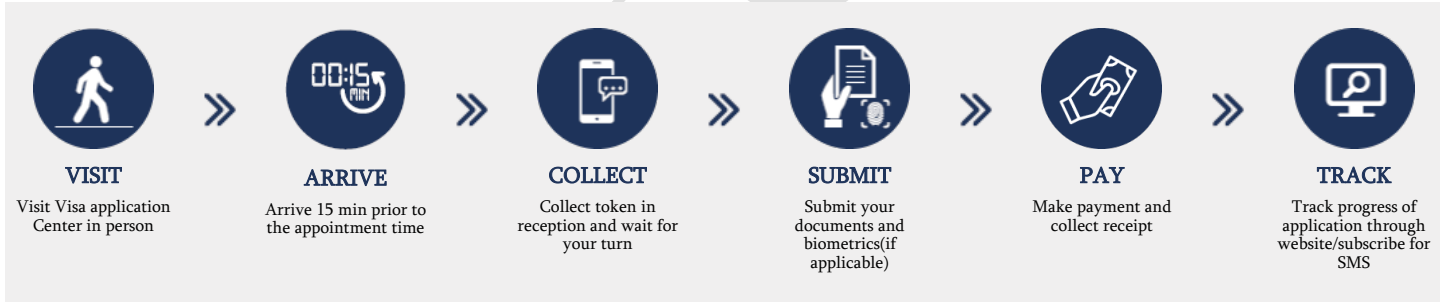 00:15
MIN
VISIT
Visit Visa application
Center in person
ARRIVE
Arrive 15 min prior to
the appointment time
COLLECT
Collect token in
reception and wait for
your turn
SUBMIT
Submit your
documents and
biometrics(if
applicable)
PAY
Make payment and
collect receipt
TRACK
Track progress of
application through
website/subscribe for
SMS